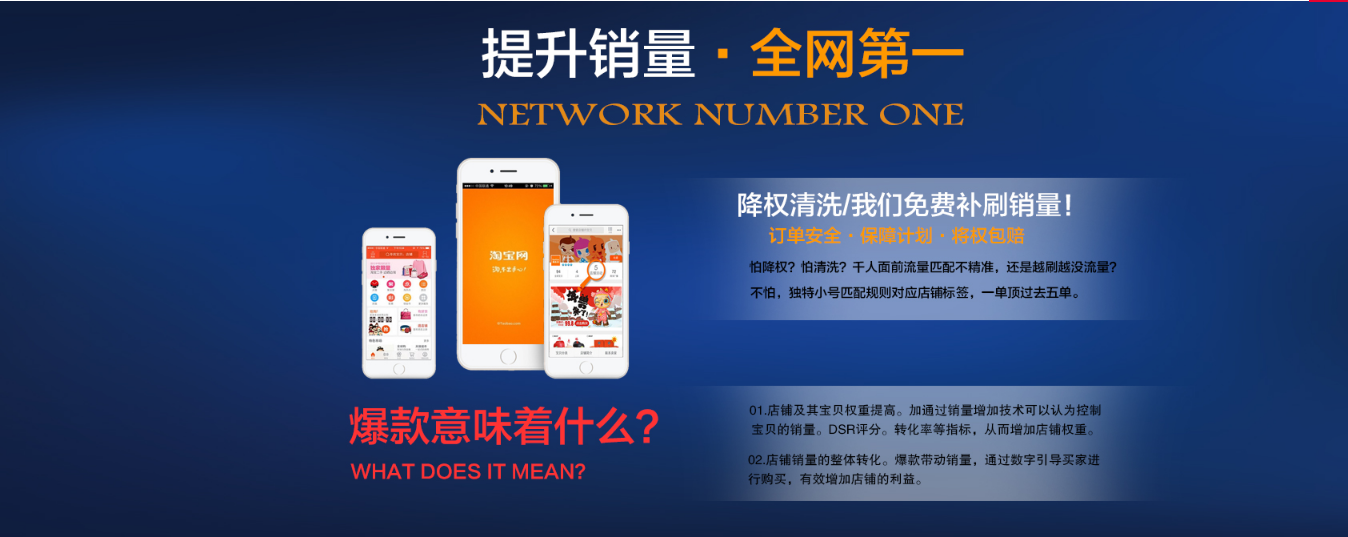 提升销量·全网第一
NETWORK NUMBER ONE
淘宝网
降权清洗/我们免费补刷销量!
订单安全·保障计划·将权包赔
怕降权?怕清洗?千人面前流量匹配不精准,还是越刷越没流量?
不怕,独特小号匹配规则对应店铺标签,一单顶过去五单。
爆款意味着什么?
WHAT DOES IT MEAN?
01.店铺及其宝贝权重提高。加通过销量增加技术可以认为控制
宝贝的销量。DSR评分。转化率等指标,从而增加店铺权重。
02.店铺销量的整体转化。爆款带动销量,通过数字引导买家进
行购买,有效增加店铺的利益。